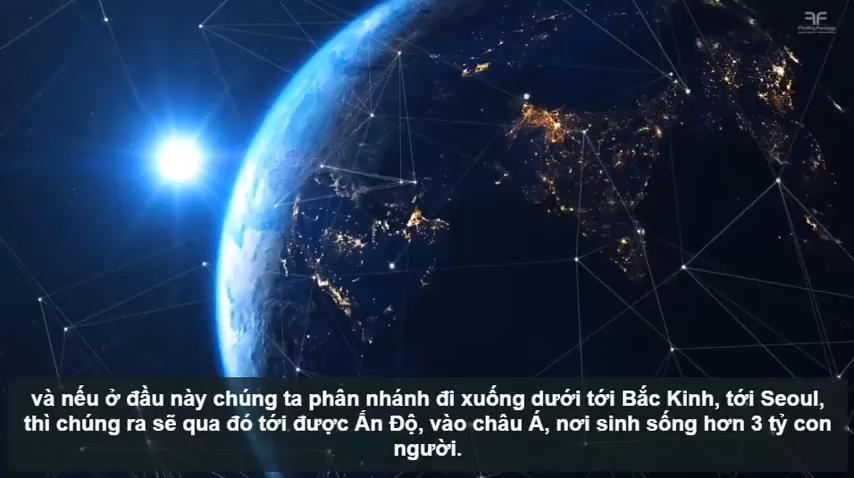 và nếu ở đầu này chúng ta phân nhánh đi xuống dưới tới Bắc Kinh, tới Seoul,
thì chúng ra sẽ qua đó tới được Ấn Độ, vào châu Á, nơi sinh sống hơn 3 tỷ con
người.